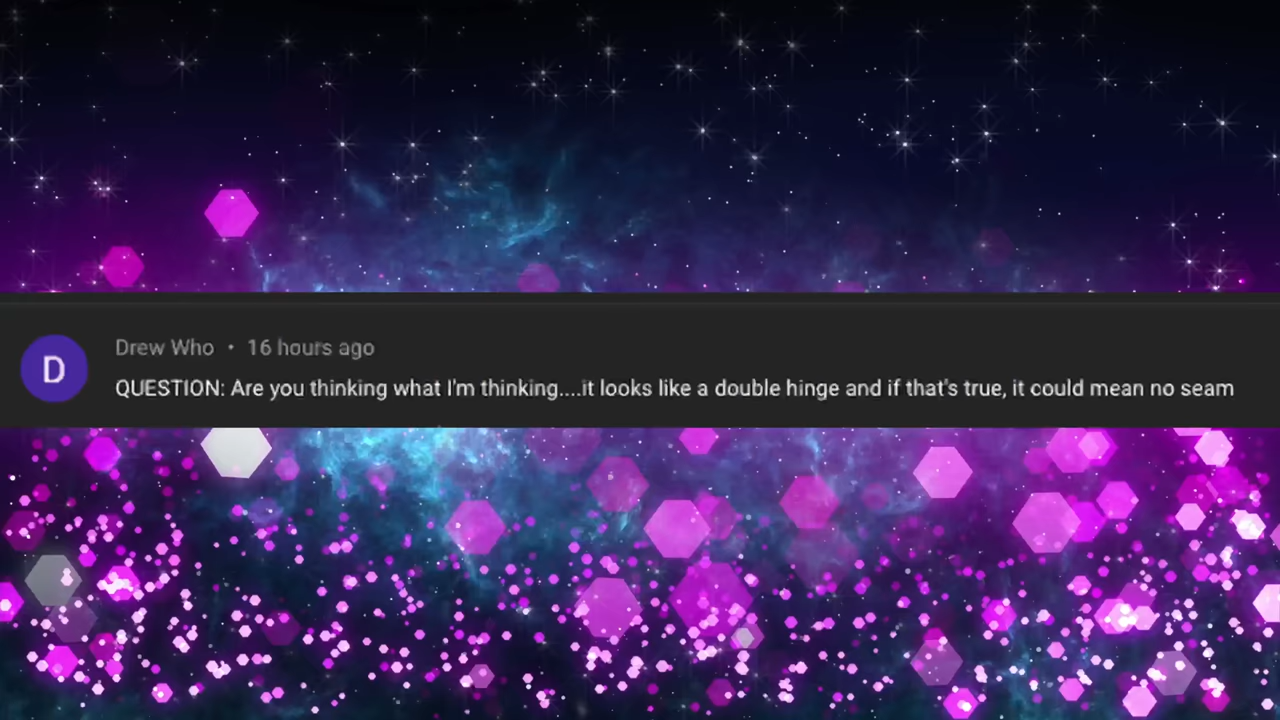 D
Drew Who • 16 hours ago
QUESTION: Are you thinking what I'm thinking....it looks like a double hinge and if that's true, it could mean no seam